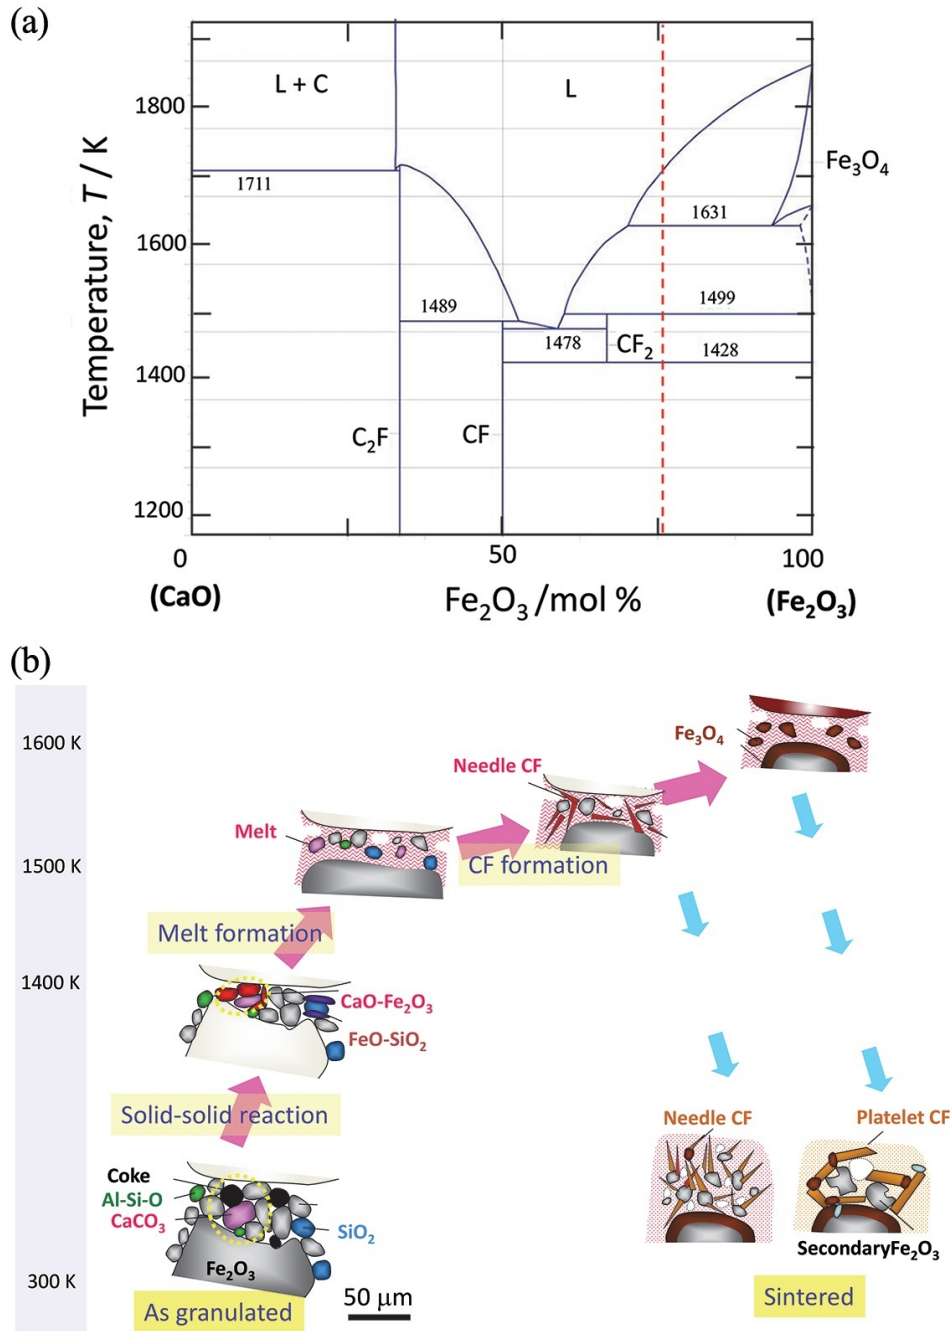 (a)
L + C
L
1800
Fe₃O₄
1711
1631
1600
1499
1489
1478
CF₂
1428
1400
C₂F
CF
1200
Temperature, T / K
0
50
100
(CaO)
Fe₂O₃ /mol %
(Fe₂O₃)
(b)
1600 K
Fe₃O₄
Needle CF
Melt
1500 K
CF formation
Melt formation
1400 K
CaO-Fe₂O₃
FeO-SiO₂
Solid-solid reaction
Needle CF
Platelet CF
Coke
Al-Si-O
CaCO₃
SiO₂
SecondaryFe₂O₃
Fe₂O₃
300 K
As granulated
50 μm
Sintered